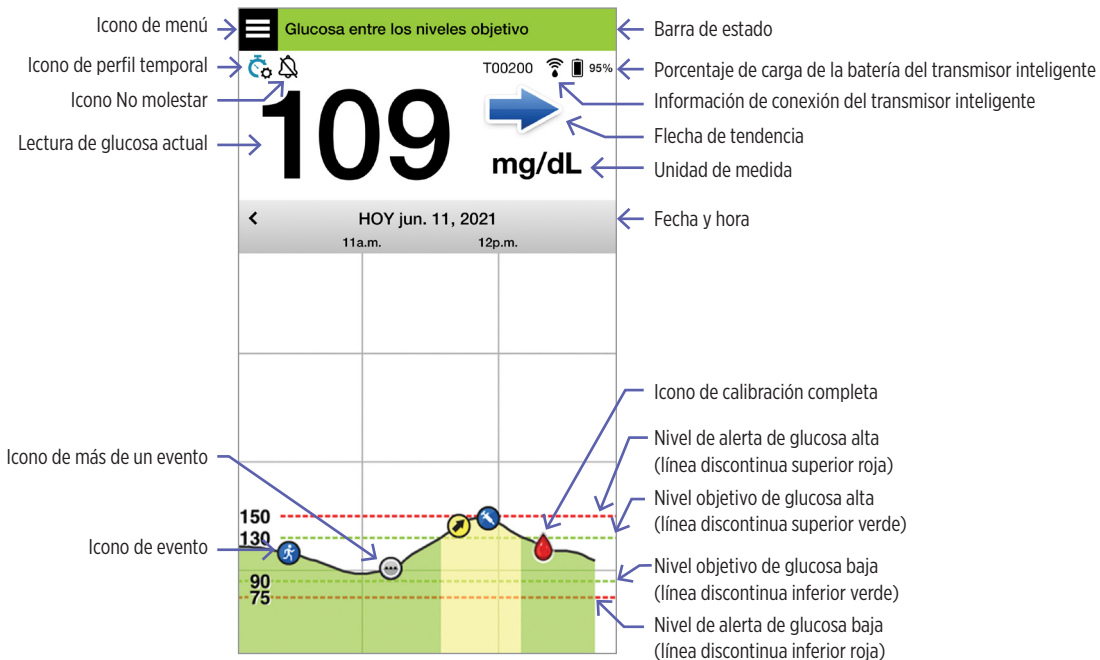 Icono de menú
Glucosa entre los niveles objetivo
Barra de estado
Icono de perfil temporal
T00200
95%
Porcentaje de carga de la batería del transmisor inteligente
Icono No molestar
Información de conexión del transmisor inteligente
109
Lectura de glucosa actual
Flecha de tendencia
mg/dL
Unidad de medida
HOY jun. 11, 2021
Fecha y hora
11a.m.
12p.m.
Icono de calibración completa
Nivel de alerta de glucosa alta
(línea discontinua superior roja)
Icono de más de un evento
Nivel objetivo de glucosa alta
(línea discontinua superior verde)
150
130
Icono de evento
Nivel objetivo de glucosa baja
(línea discontinua inferior verde)
90
75
Nivel de alerta de glucosa baja
(línea discontinua inferior roja)